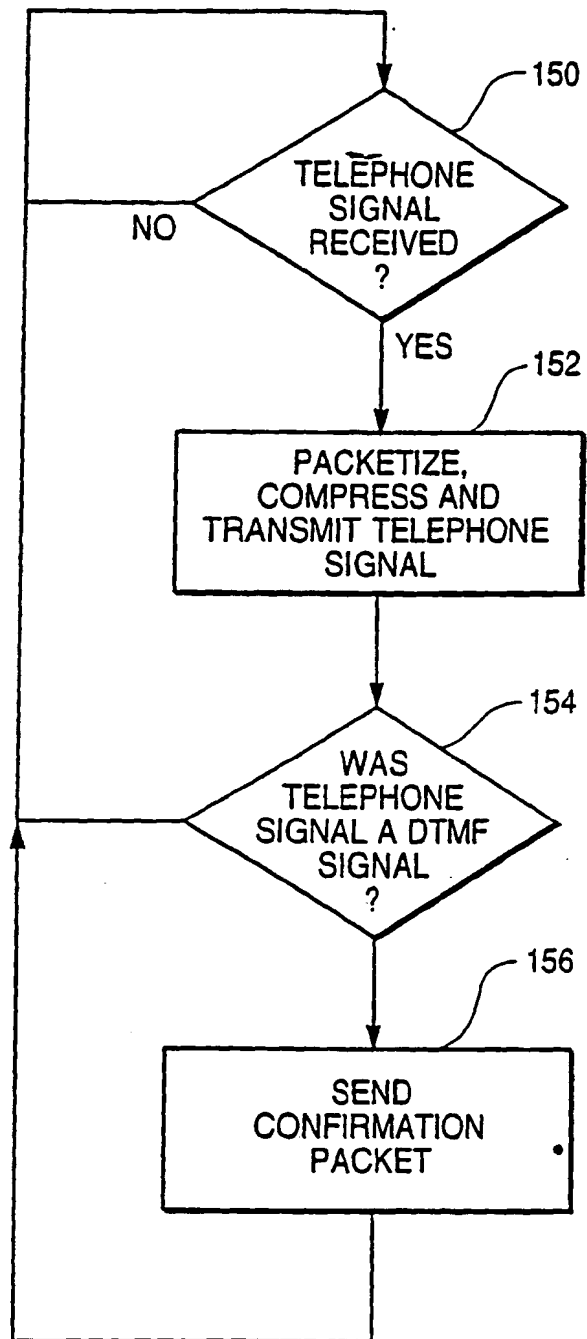 150
TELEPHONE
SIGNAL
RECEIVED
?
NO
YES
152
PACKETIZE,
COMPRESS AND
TRANSMIT TELEPHONE
SIGNAL
154
WAS
TELEPHONE
SIGNAL A DTMF
SIGNAL
?
156
SEND
CONFIRMATION
PACKET